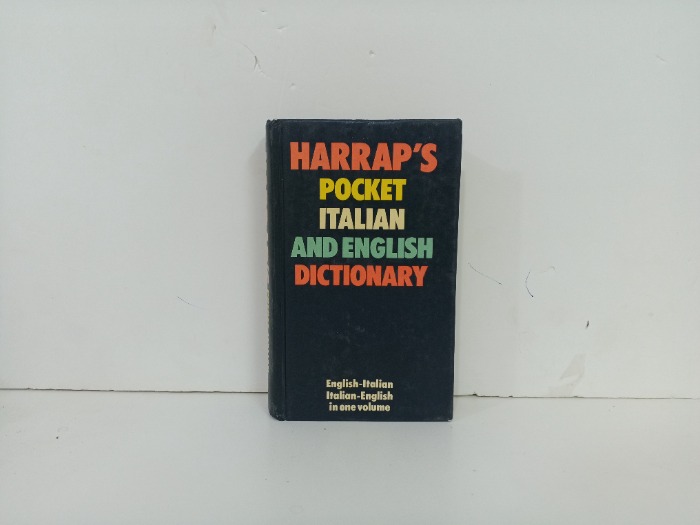 HARRAP'S
POCKET
ITALIAN
AND ENGLISH
DICTIONARY
English-Italian
Italian-English
in one volume